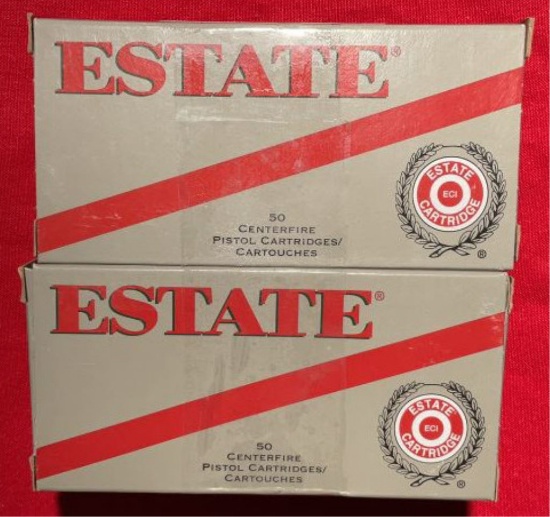 ESTATE®
ESTATE
ECI
CARTRIDGE
®
50
CENTERFIRE
PISTOL CARTRIDGES/
CARTOUCHES
ESTATE®
ESTATE
ECI
CARTRIDGE
®
50
CENTERFIRE
PISTOL CARTRIDGES/
CARTOUCHES